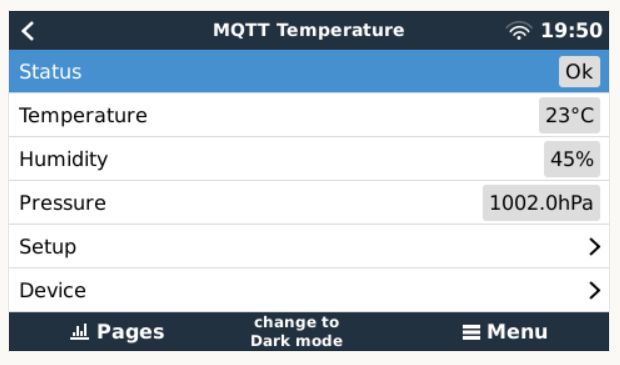 MQTT Temperature 19:50
Status Ok
Temperature 23°C
Humidity 45%
Pressure 1002.0hPa
Setup
Device
Pages change to Dark mode Menu